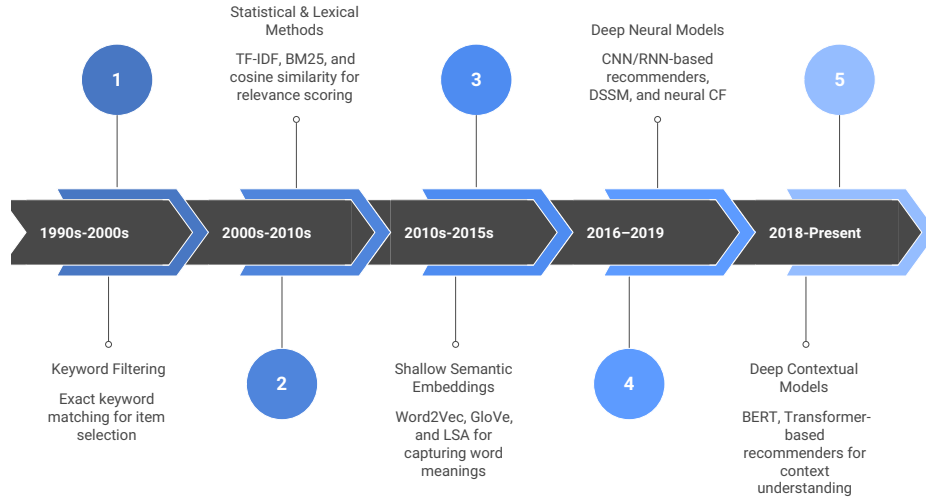 Statistical & Lexical
Methods
TF-IDF, BM25, and
cosine similarity for
relevance scoring
Deep Neural Models
CNN/RNN-based
recommenders,
DSSM, and neural CF
1
3
5
1990s-2000s
2000s-2010s
2010s-2015s
2016–2019
2018-Present
Keyword Filtering
Exact keyword
matching for item
selection
2
Shallow Semantic
Embeddings
Word2Vec, GloVe,
and LSA for
capturing word
meanings
4
Deep Contextual
Models
BERT, Transformer-
based
recommenders for
context
understanding